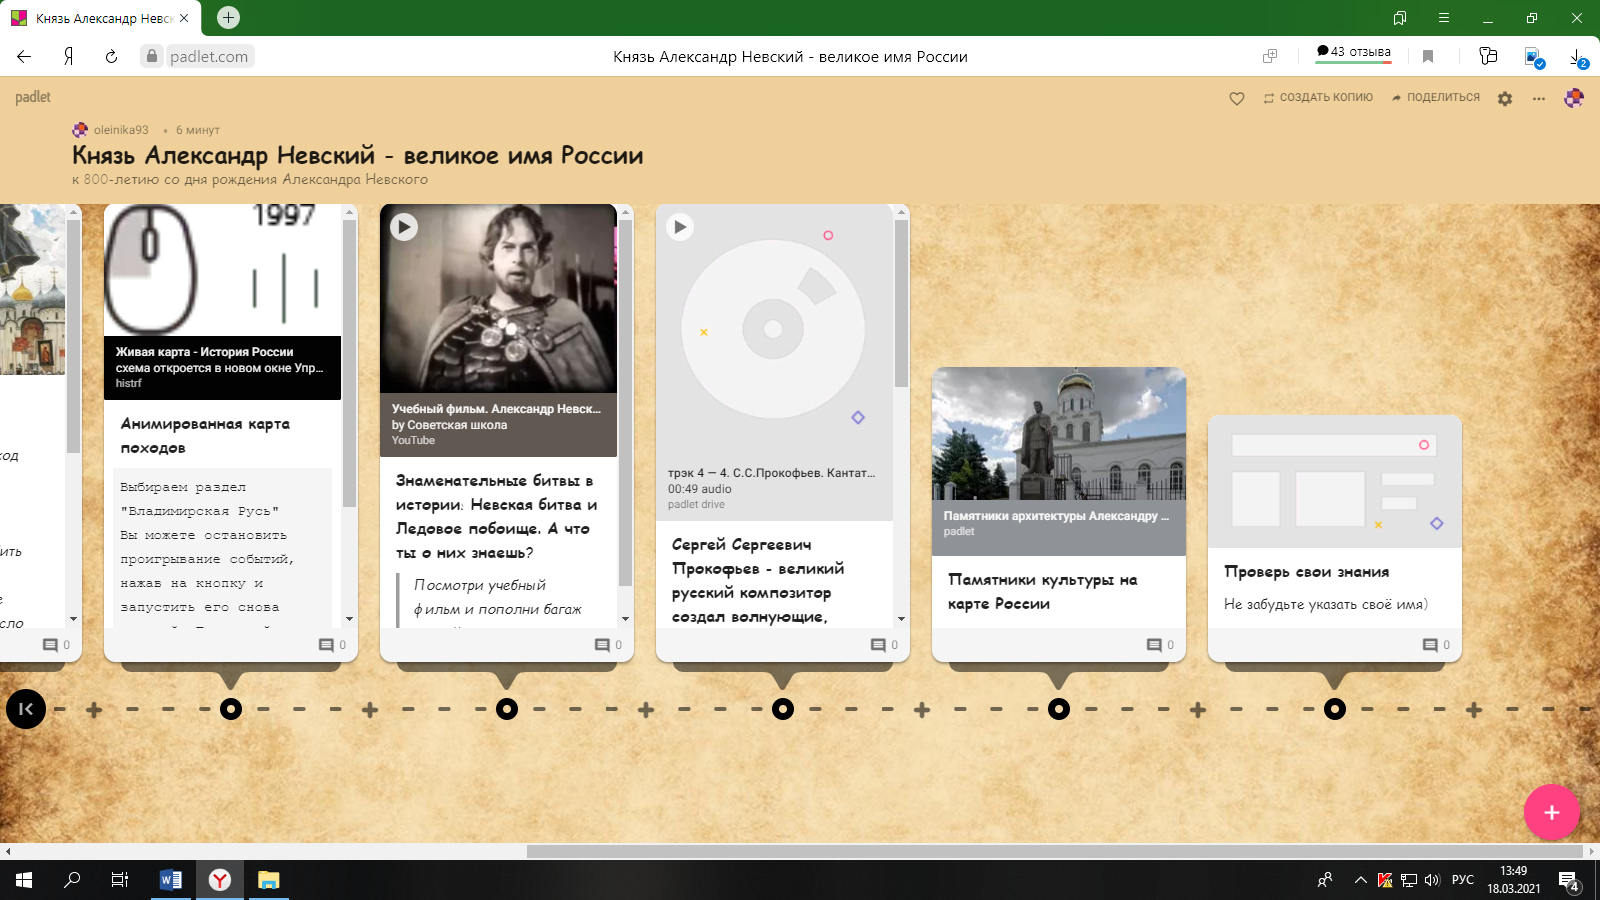 Князь Александр Невск
padlet.com
Князь Александр Невский - великое имя России
43 отзыва
2
padlet
СОЗДАТЬ КОПИЮ
ПОДЕЛИТЬСЯ
oleinika93 • 6 минут
Князь Александр Невский - великое имя России
к 800-летию со дня рождения Александра Невского
ход
ить
е
сло
0
1997
Живая карта - История России
схема откроется в новом окне Упр...
histrf
Анимированная карта
походов
Выбираем раздел
"Владимирская Русь"
Вы можете остановить
проигрывание событий,
нажав на кнопку и
запустить его снова
0
Учебный фильм. Александр Невск...
by Советская школа
YouTube
Знаменательные битвы в
истории: Невская битва и
Ледовое побоище. А что
ты о них знаешь?
Посмотри учебный
фильм и пополни багаж
0
трэк 4 — 4. С.С.Прокофьев. Кантат...
00:49 audio
padlet drive
Сергей Сергеевич
Прокофьев - великий
русский композитор
создал волнующие,
0
Памятники архитектуры Александру ...
padlet
Памятники культуры на
карте России
0
Проверь свои знания
Не забудьте указать своё имя)
0
РУС
13:49
18.03.2021
4